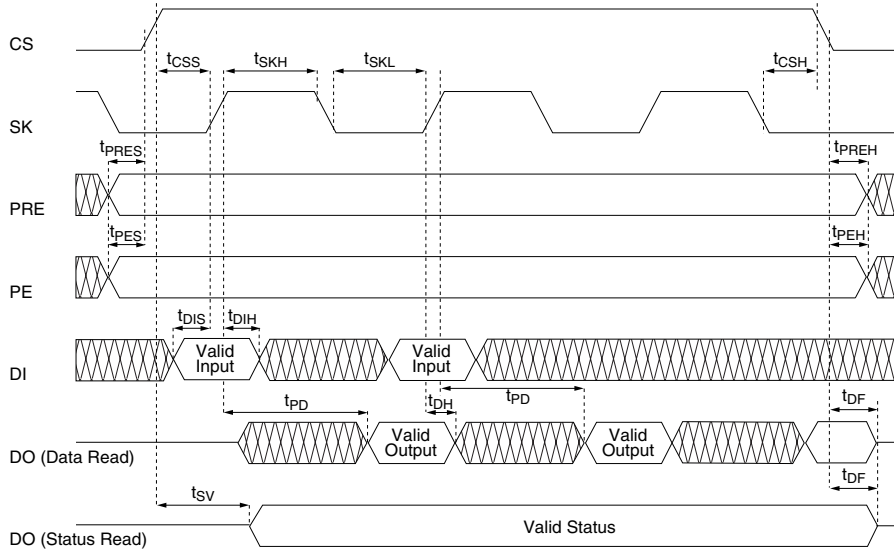 CS
tCSS
tSKH
tSKL
tCSH
SK
tPRES
tPREH
PRE
tPES
tPEH
PE
tDIS
tDIH
Valid
Input
Valid
Input
DI
tPD
tDH
tPD
tDF
Valid
Output
Valid
Output
DO (Data Read)
tDF
tSV
Valid Status
DO (Status Read)